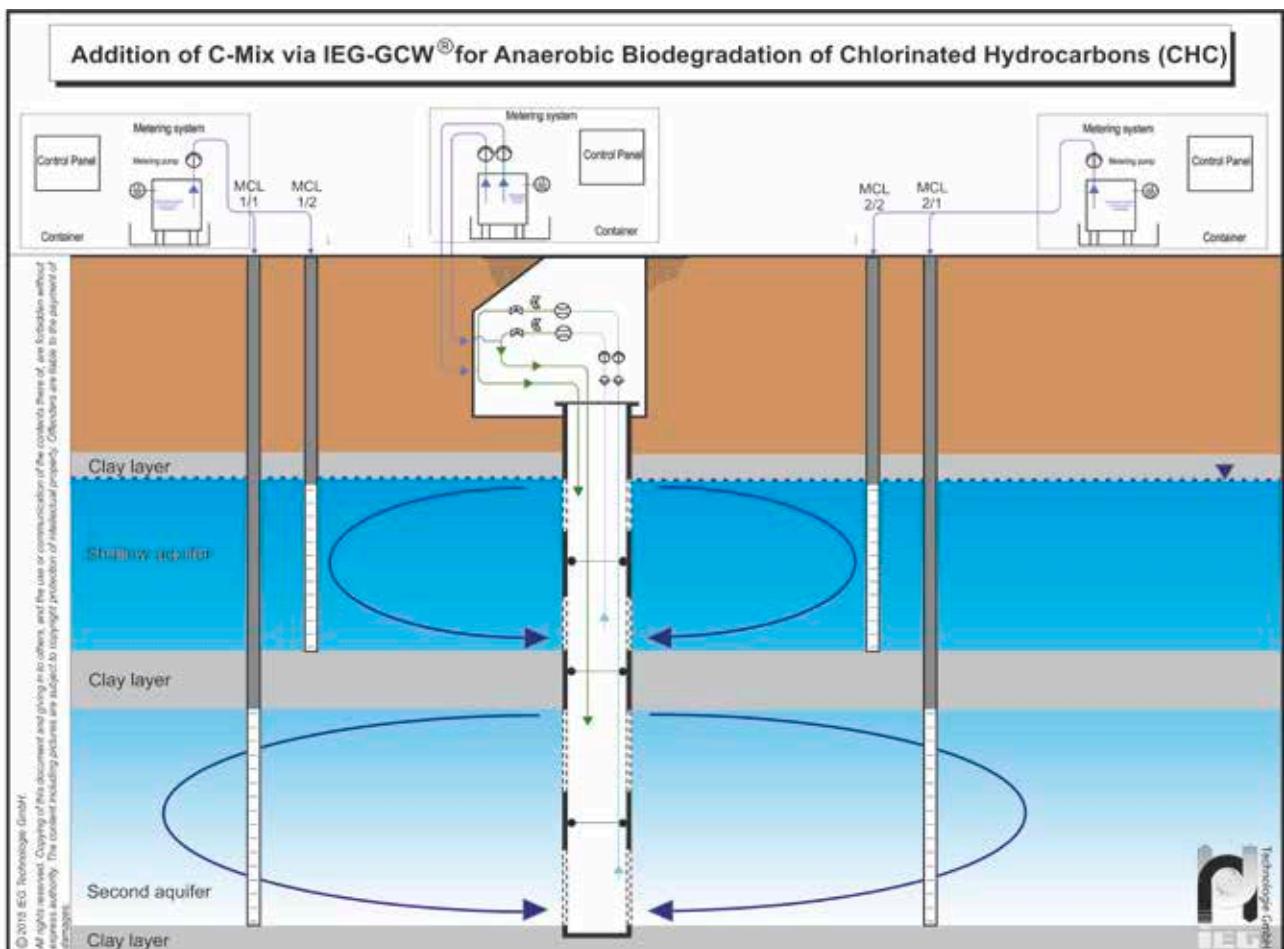 Addition of C-Mix via IEG-GCW® for Anaerobic Biodegradation of Chlorinated Hydrocarbons (CHC)
Metering system
Control Panel
Metering pump
MCL
1/1
MCL
1/2
Container
Metering system
Control Panel
Container
MCL
2/2
MCL
2/1
Metering system
Metering pump
Control Panel
Container
Clay layer
Shallow aquifer
Clay layer
Second aquifer
Clay layer
© 2015 IEG Technologie GmbH.
All rights reserved. Copying of this document and giving in to others, and the use or communication of the contents there of, are forbidden without
express authority. The content including pictures are subject to copyright protection of intellectual property. Offenders are liable to the payment of
damages.
Technologie GmbH
IEG